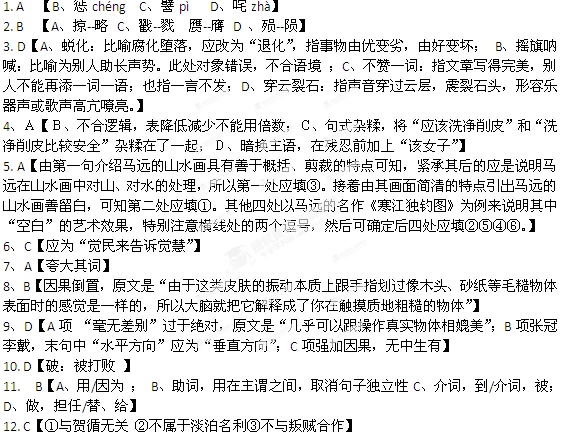 1. A 【B、惩 chéng  C、譬 pì  D、咤 zhà】
2. B 【A、掠--略 C、戳--戮 赝--膺 D 、殒--陨】
3. D【A、蜕化：比喻腐化堕落，应改为“退化”，指事物由优变劣，由好变坏； B、摇旗呐
喊：比喻为别人助长声势。此处对象错误，不合语境 ；C、不赞一词：指文章写得完美，别
人不能再添一词一语；也指一言不发；D、穿云裂石：指声音穿过云层，震裂石头，形容乐
器声或歌声高亢嘹亮。】
4、 A【 B、不合逻辑，表降低减少不能用倍数； C、句式杂糅，将“应该洗净削皮”和“洗
净削皮比较安全”杂糅在了一起； D、暗换主语，在残忍前加上“该女子”】
5. A【由第一句介绍马远的山水画具有善于概括、剪裁的特点可知，紧承其后的应是说明马
远在山水画中对山、对水的处理，所以第一处应填③。接着由其画面简清的特点引出马远的
山水画善留白，可知第二处应填①。其他四处以马远的名作《寒江独钓图》为例来说明其中
“空白”的艺术效果，特别注意横线处的两个逗号，然后可确定后四处应填②⑤④⑥。】
6、 C【应为“觉民来告诉觉慧”】
7、 A【夸大其词】
8、 B【因果倒置，原文是“由于这类皮肤的振动本质上跟手指划过像木头、砂纸等毛糙物体
表面时的感觉是一样的，所以大脑就把它解释成了你在触摸质地粗糙的物体”】
9、 D【A 项 “毫无差别”过于绝对，原文是“几乎可以跟操作真实物体相媲美”；B 项张冠
李戴，末句中“水平方向”应为“垂直方向”；C 项强加因果，无中生有】
10. D【破：被打败 】
11.  B【A、用/因为 ； B、助词，用在主谓之间，取消句子独立性 C、介词，到/介词，被；
D、做，担任/替、给】
12. C【①与贺循无关 ②不属于淡泊名利③不与叛贼合作】